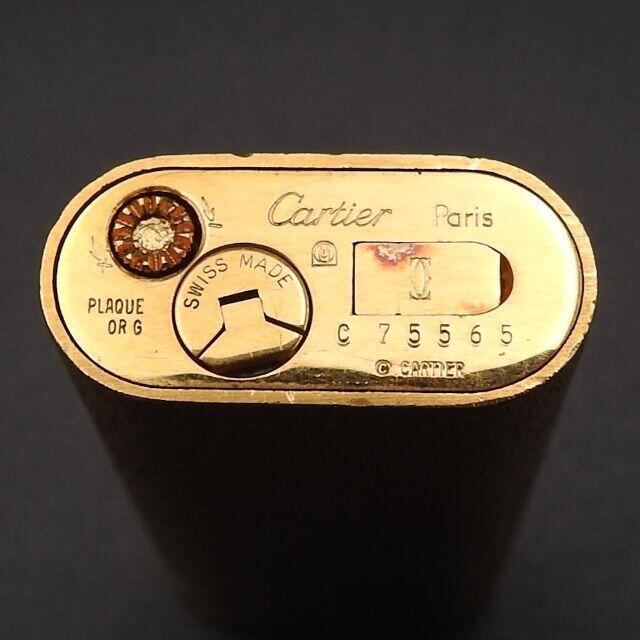 Cartier Paris
SWISS MADE
PLAQUE
OR G
C 75565
© CARTIER